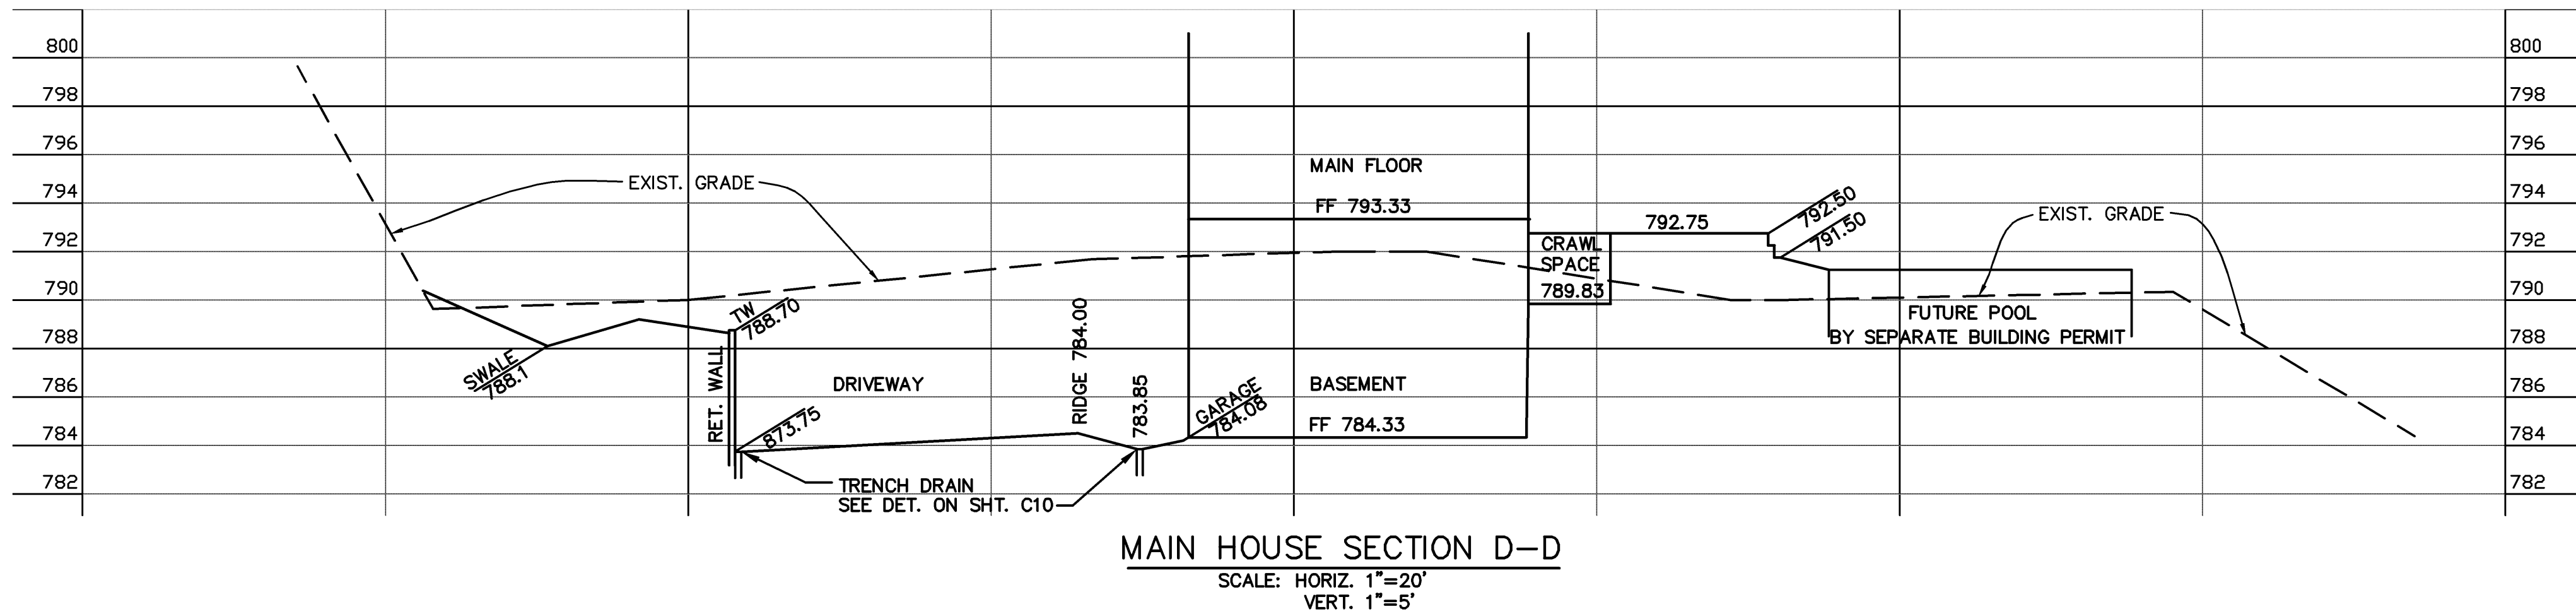 800
798
796
794
792
790
788
786
784
782
EXIST. GRADE
SWALE
788.1
TW
788.70
RET. WALL
DRIVEWAY
873.75
TRENCH DRAIN
SEE DET. ON SHT. C10
RIDGE 784.00
783.85
GARAGE
784.08
MAIN FLOOR
FF 793.33
BASEMENT
FF 784.33
CRAWL
SPACE
789.83
792.75
792.50
791.50
EXIST. GRADE
FUTURE POOL
BY SEPARATE BUILDING PERMIT
800
798
796
794
792
790
788
786
784
782
MAIN HOUSE SECTION D-D
SCALE: HORIZ. 1"=20'
VERT. 1"=5'